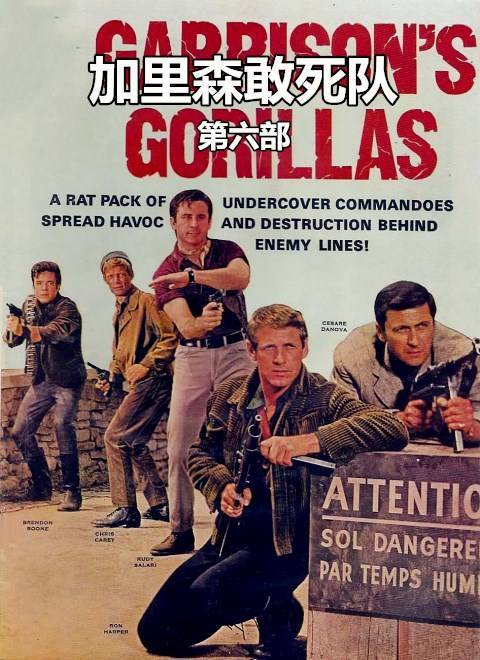 GARRISON'S
加里森敢死队
第六部
GORILLAS
A RAT PACK OF UNDERCOVER COMMANDOES
SPREAD HAVOC AND DESTRUCTION BEHIND
ENEMY LINES!
CESARE
DANOVA
BRENDON
BOONE
CHRIS
CAREY
RUDY
SALARI
RON
HARPER
ATTENTIO
SOL DANGERE
PAR TEMPS HUMI